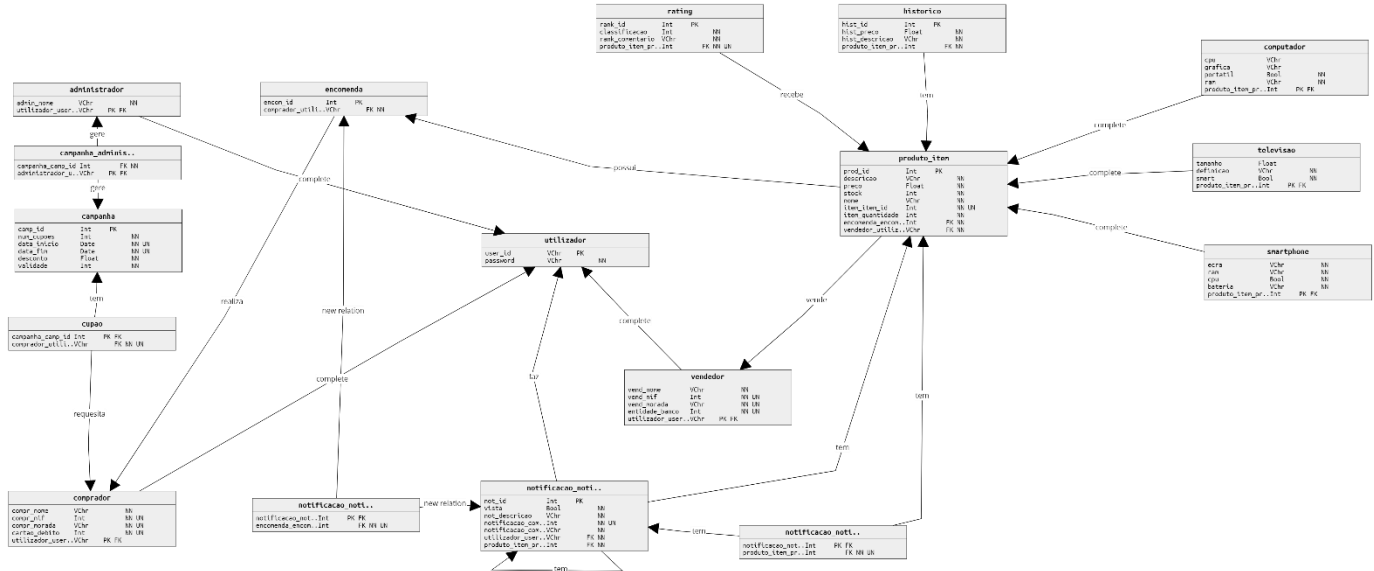 rating
rank_id Int PK
classificacao Int NN
rank_comentario VChr NN
produto_item_pr..Int FK NN UN
historico
hist_id Int PK
hist_preco Float NN
hist_descricao VChr NN
produto_item_pr..Int FK NN
computador
cpu VChr
grafica VChr
portatil Bool NN
ram VChr NN
produto_item_pr..Int PK FK
administrador
admin_nome VChr NN
utilizador_user..VChr PK FK
encomenda
encom_id Int PK
comprador_utili..VChr FK NN
recebe
tem
complete
gere
campanha_adminis..
campanha_camp_id Int FK NN
administrador_u..VChr PK FK
gere
possui
complete
produto_item
prod_id Int PK
descricao VChr NN
preco Float NN
stock Int NN
nome VChr NN
item_item_id Int NN UN
item_quantidade Int NN
encomenda_encom..Int FK NN
vendedor_utiliz..VChr FK NN
televisao
tamanho Float
definicao VChr NN
smart Bool NN
produto_item_pr..Int PK FK
complete
complete
campanha
camp_id Int PK
num_cupoes Int NN
data_inicio Date NN UN
data_fim Date NN UN
desconto Float NN
validade Int NN
utilizador
user_id VChr PK
password VChr NN
smartphone
ecra VChr NN
ram VChr NN
cpu Bool NN
bateria VChr NN
produto_item_pr..Int PK FK
tem
realiza
new relation
vende
complete
cupao
campanha_camp_id Int PK FK
comprador_utili..VChr FK NN UN
complete
faz
vendedor
vend_nome VChr NN
vend_nif Int NN UN
vend_morada VChr NN UN
entidade_banco Int NN UN
utilizador_user..VChr PK FK
requesita
tem
tem
comprador
compr_nome VChr NN
compr_nif Int NN UN
compr_morada VChr NN UN
cartao_debito Int NN UN
utilizador_user..VChr PK FK
notificacao_noti..
notificacao_not..Int PK FK
encomenda_encom..Int FK NN UN
new relation
notificacao_noti..
not_id Int PK
vista Bool NN
not_descricao VChr NN
notificacao_com..Int NN UN
notificacao_com..VChr NN
utilizador_user..VChr FK NN
produto_item_pr..Int FK NN
tem
notificacao_noti..
notificacao_not..Int PK FK
produto_item_pr..Int FK NN UN
tem